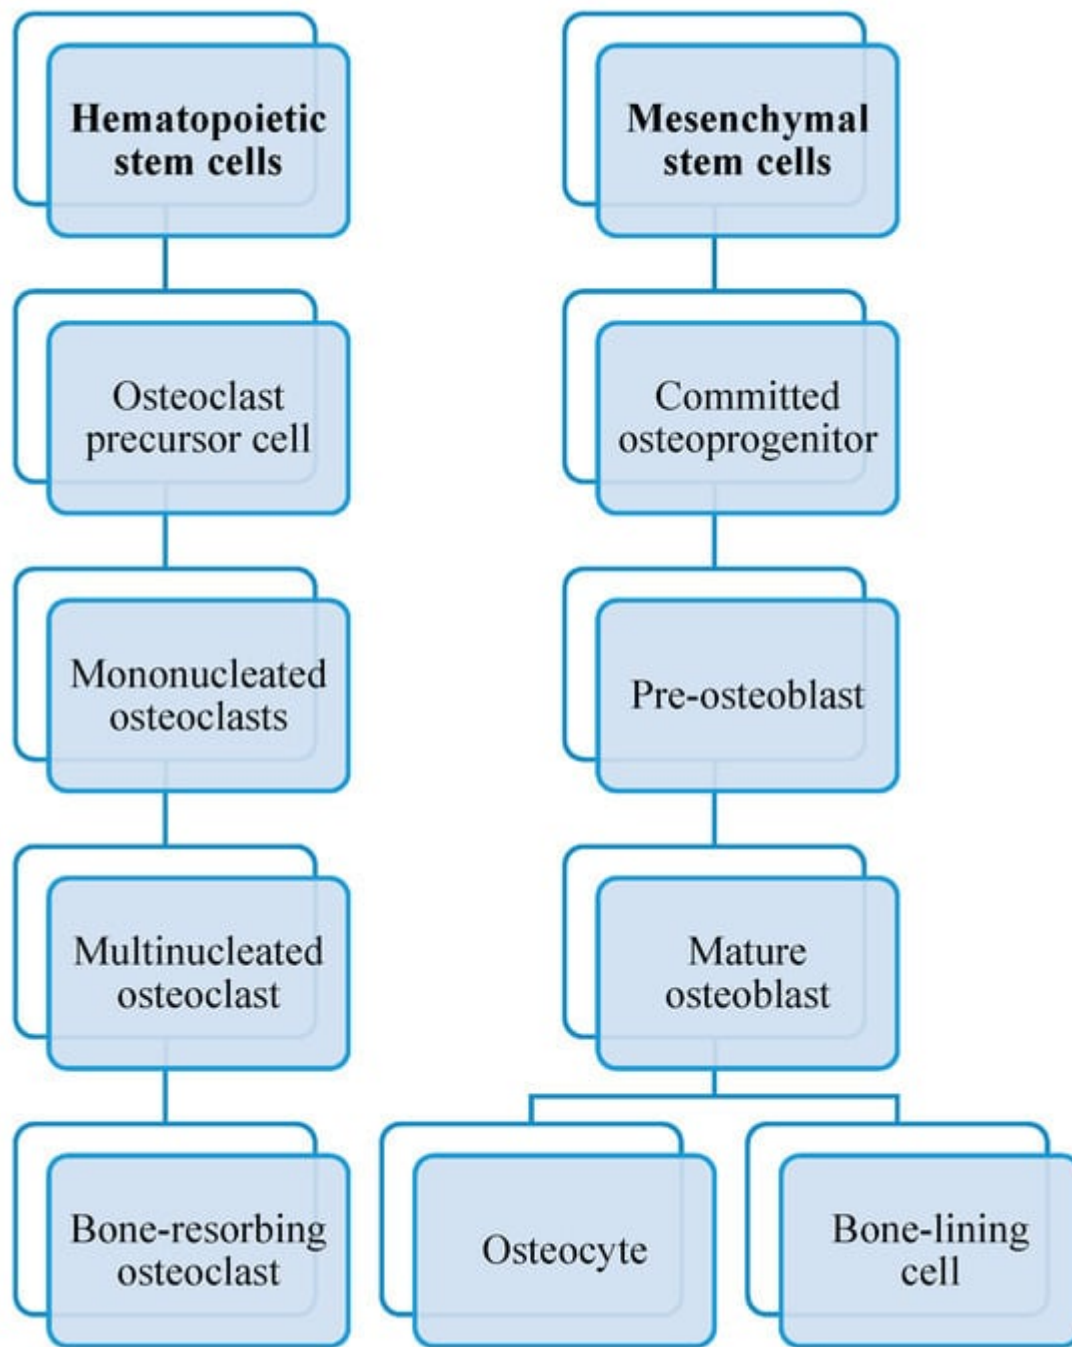 Hematopoietic
stem cells
Osteoclast
precursor cell
Mononucleated
osteoclasts
Multinucleated
osteoclast
Bone-resorbing
osteoclast
Mesenchymal
stem cells
Committed
osteoprogenitor
Pre-osteoblast
Mature
osteoblast
Osteocyte
Bone-lining
cell